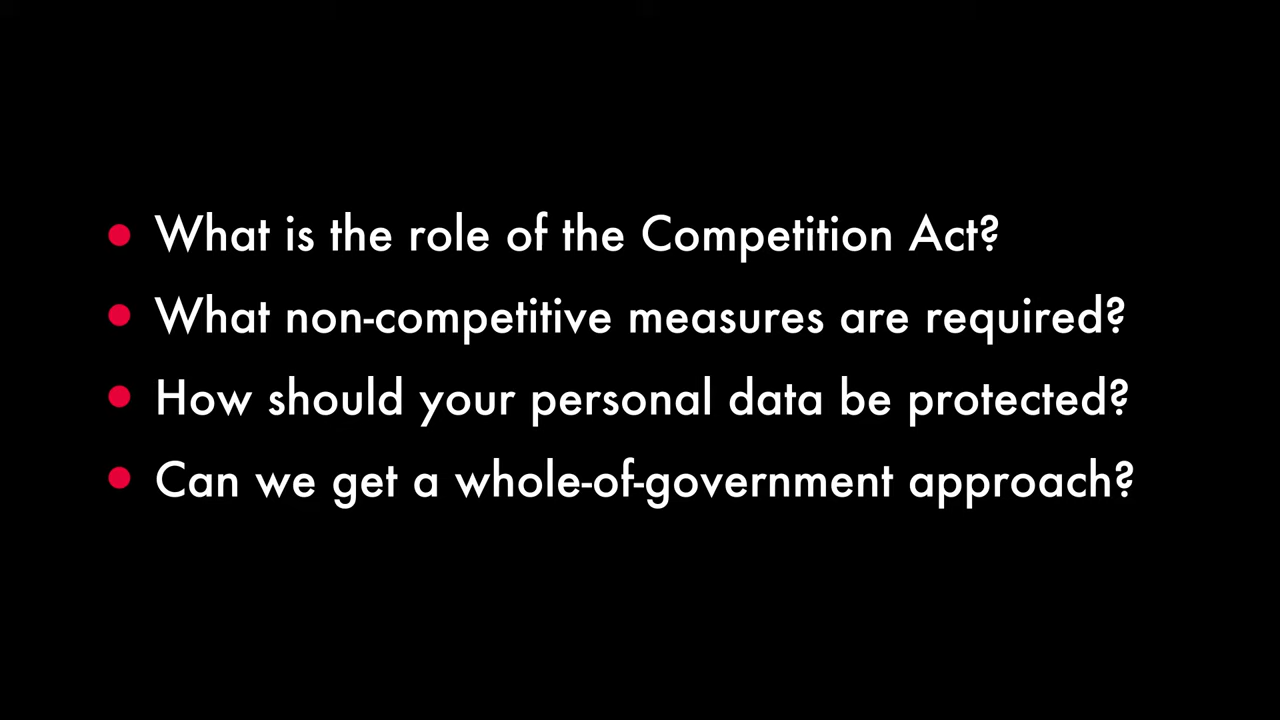 What is the role of the Competition Act?
What non-competitive measures are required?
How should your personal data be protected?
Can we get a whole-of-government approach?